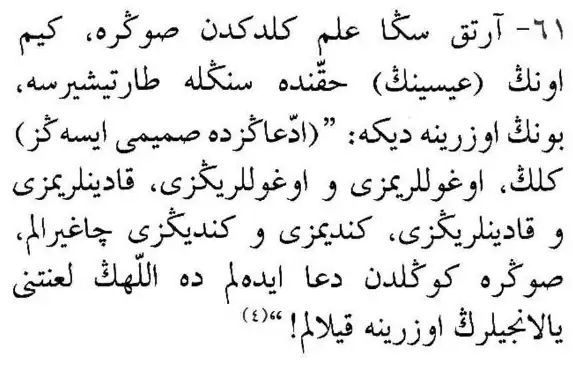 ٦١- آرتق سڭا علم كلدكدن صوڭره، كيم
اونڭ (عيسينڭ) حقّنده سنڭله طارتيشيرسه،
بونڭ اوزرينه ديكه: ”(ادّعاڭزده صميمى ايسه‌ڭز)
كلڭ، اوغوللريمزى و اوغوللريڭزى، قادينلريمزى
و قادينلريڭزى، كنديمزى و كنديڭزى چاغيرالم،
صوڭره كوڭلدن دعا ايده‌لم ده اللّهڭ لعنتنى
يالانجيلرڭ اوزرينه قيلالم!“(٤)